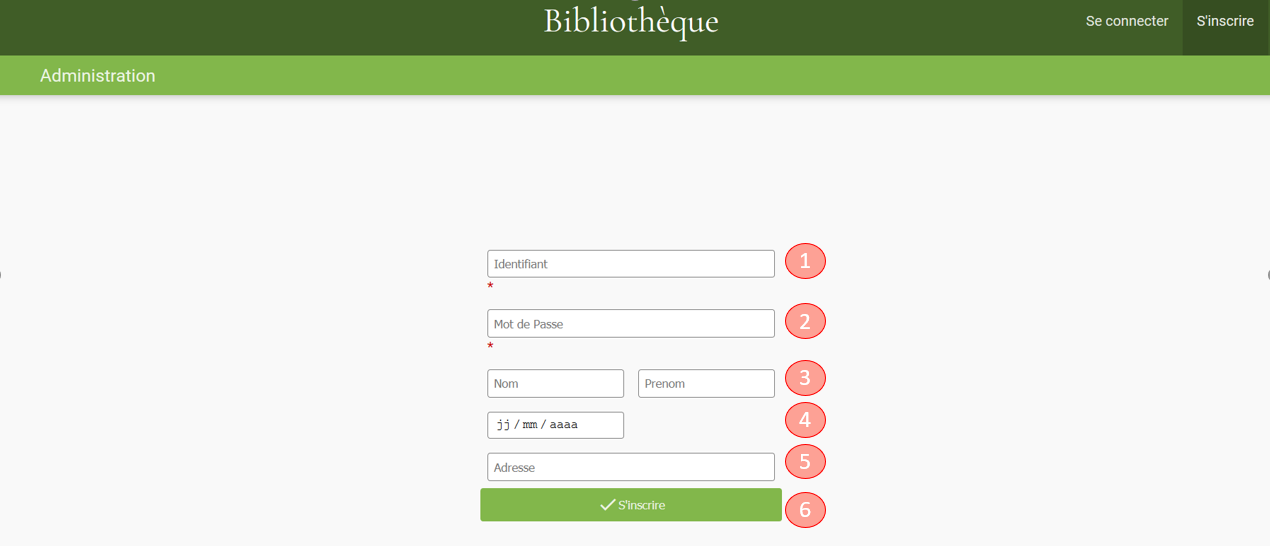 Bibliothèque
Se connecter
S'inscrire
Administration
Identifiant
1
*
Mot de Passe
2
*
Nom
Prenom
3
jj / mm / aaaa
4
Adresse
5
S'inscrire
6